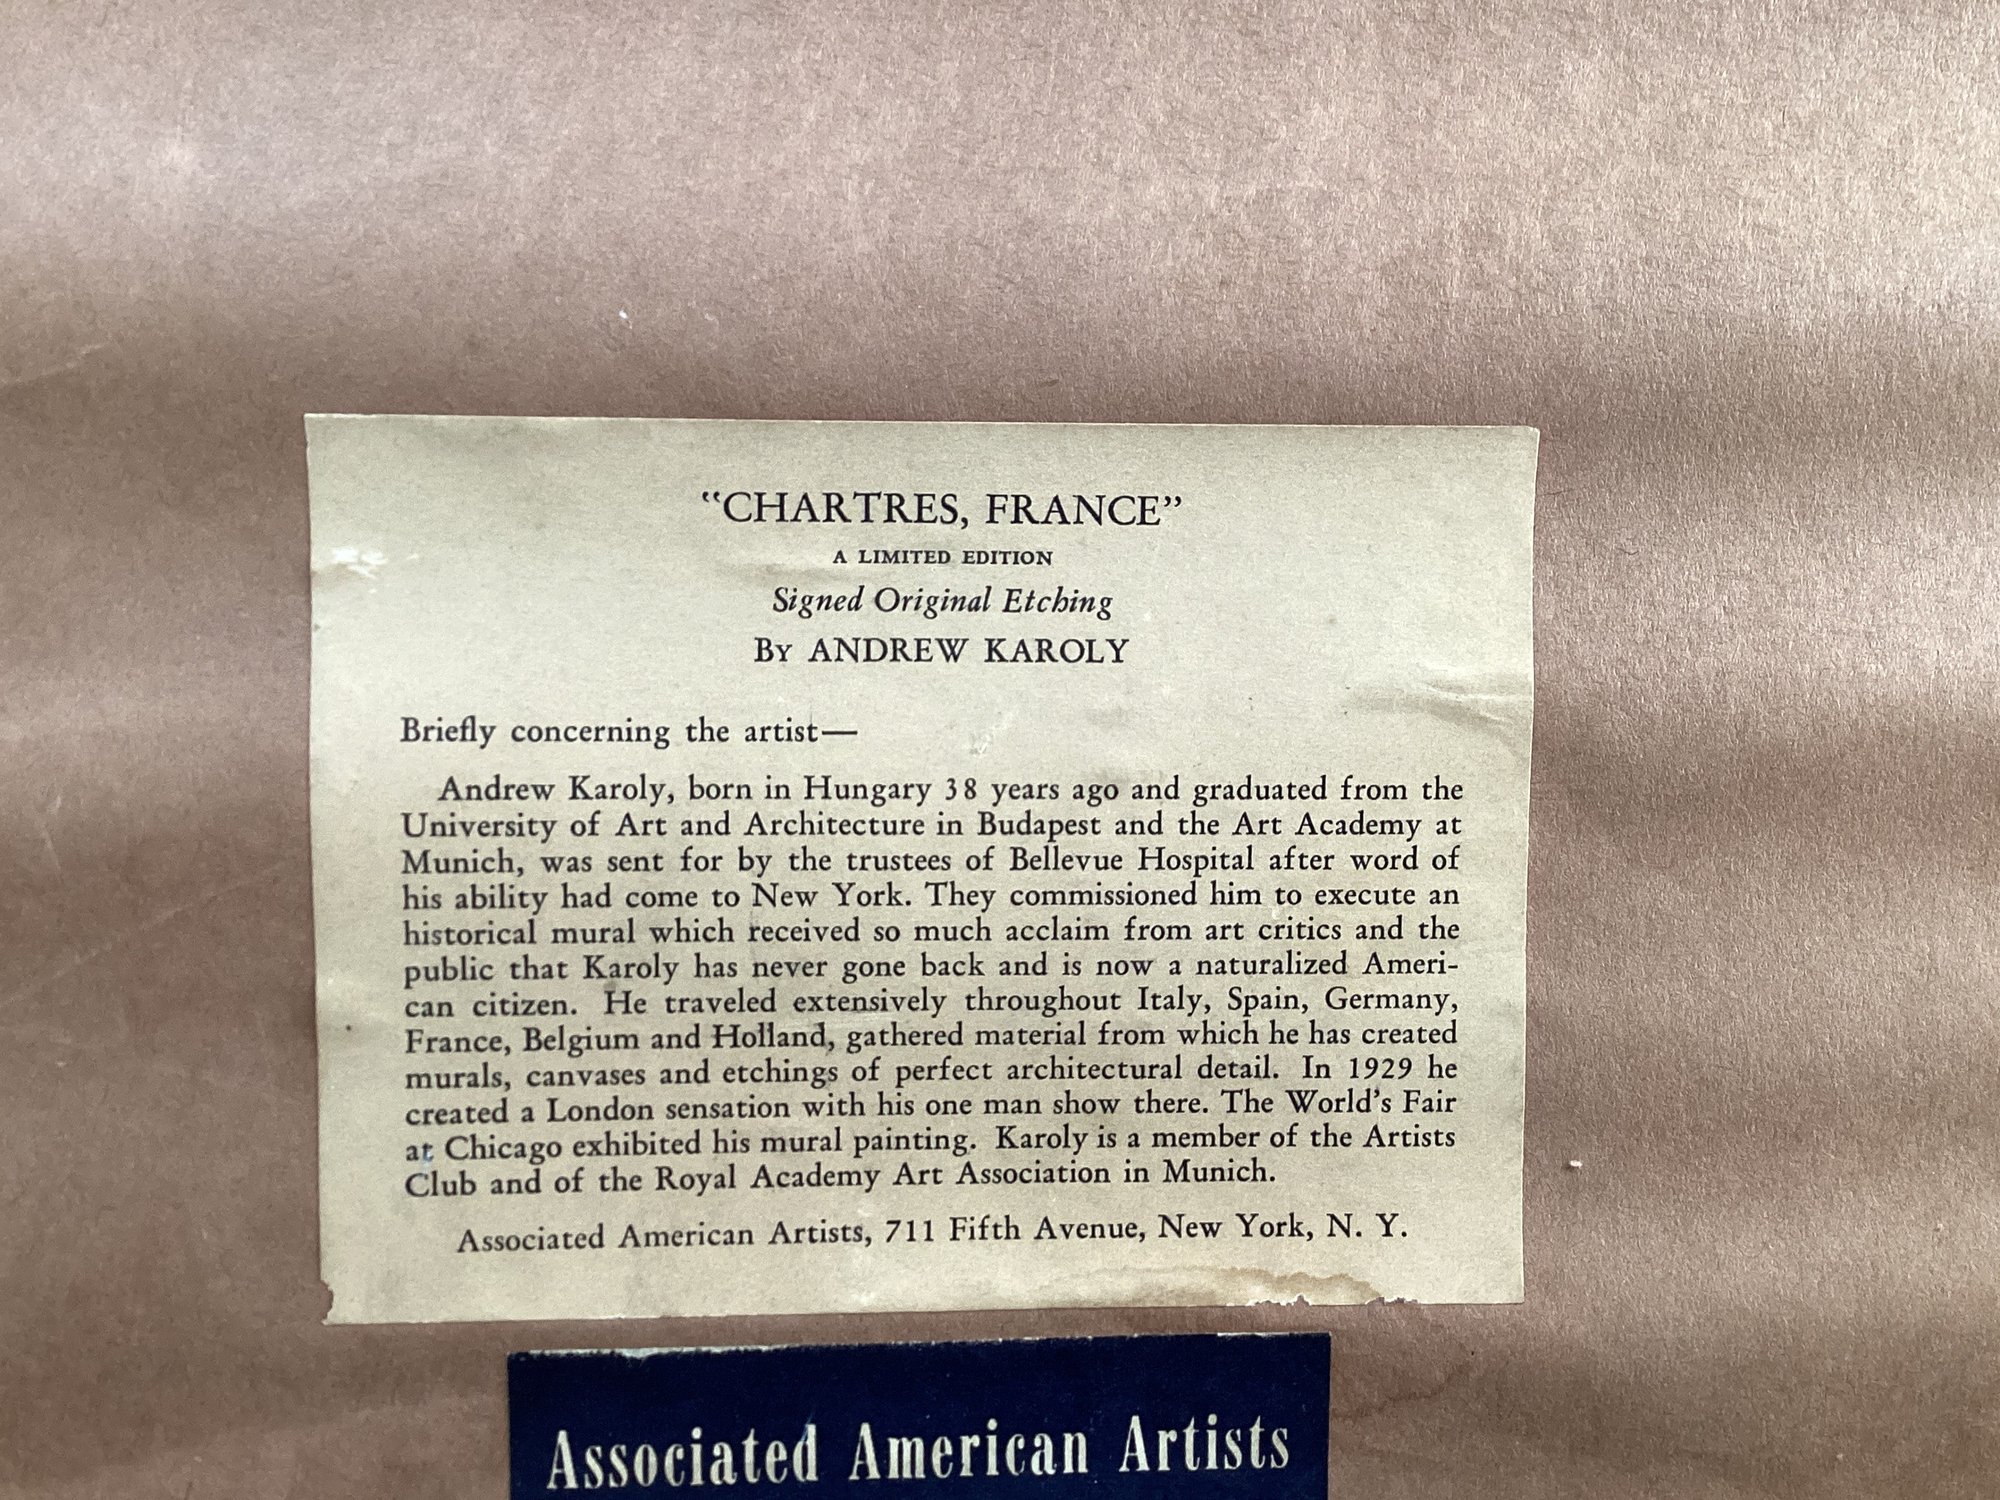 "CHARTRES, FRANCE"
A LIMITED EDITION
Signed Original Etching
By ANDREW KAROLY
Briefly concerning the artist—
Andrew Karoly, born in Hungary 38 years ago and graduated from the
University of Art and Architecture in Budapest and the Art Academy at
Munich, was sent for by the trustees of Bellevue Hospital after word of
his ability had come to New York. They commissioned him to execute an
historical mural which received so much acclaim from art critics and the
public that Karoly has never gone back and is now a naturalized Ameri-
can citizen. He traveled extensively throughout Italy, Spain, Germany,
France, Belgium and Holland, gathered material from which he has created
murals, canvases and etchings of perfect architectural detail. In 1929 he
created a London sensation with his one man show there. The World's Fair
at Chicago exhibited his mural painting. Karoly is a member of the Artists
Club and of the Royal Academy Art Association in Munich.
Associated American Artists, 711 Fifth Avenue, New York, N. Y.
Associated American Artists